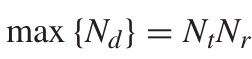 max {N_d} = N_t N_r